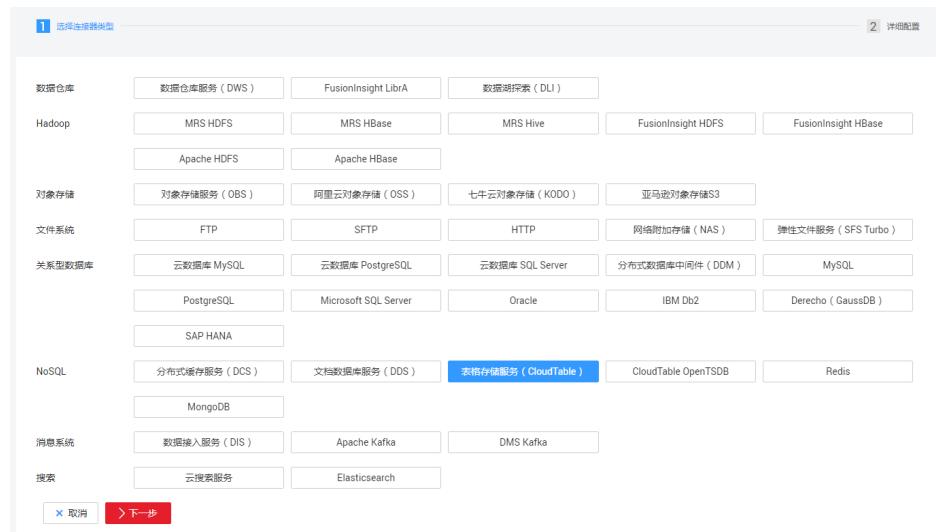 1 选择连接器类型 2 详细配置
数据仓库 数据仓库服务（DWS） FusionInsight LibrA 数据湖探索（DLI）
Hadoop MRS HDFS MRS HBase MRS Hive FusionInsight HDFS FusionInsight HBase
Apache HDFS Apache HBase
对象存储 对象存储服务（OBS） 阿里云对象存储（OSS） 七牛云对象存储（KODO） 亚马逊对象存储S3
文件系统 FTP SFTP HTTP 网络附加存储（NAS） 弹性文件服务（SFS Turbo）
关系型数据库 云数据库 MySQL 云数据库 PostgreSQL 云数据库 SQL Server 分布式数据库中间件（DDM） MySQL
PostgreSQL Microsoft SQL Server Oracle IBM Db2 Derecho（GaussDB）
SAP HANA
NoSQL 分布式缓存服务（DCS） 文档数据库服务（DDS） 表格存储服务（CloudTable） CloudTable OpenTSDB Redis
MongoDB
消息系统 数据接入服务（DIS） Apache Kafka DMS Kafka
搜索 云搜索服务 Elasticsearch
× 取消 > 下一步